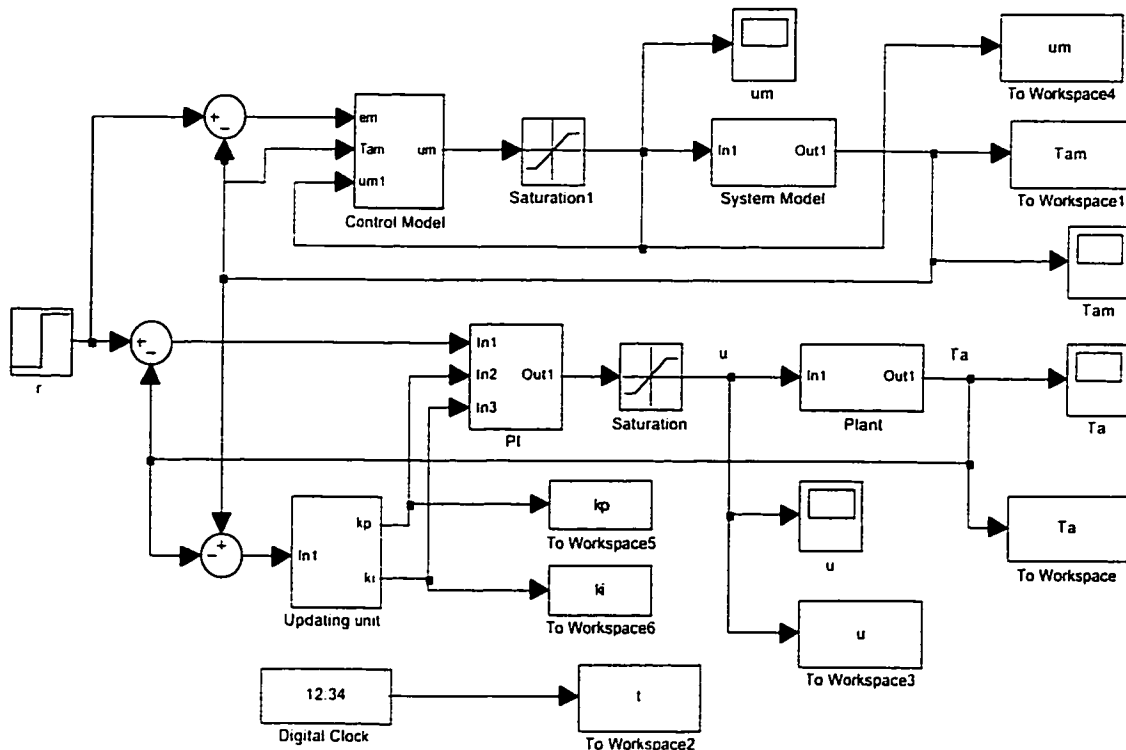 um
um
To Workspace4
+
−
em
Tam
um1
um
Control Model
Saturation1
In1
Out1
System Model
Tam
To Workspace1
Tam
r
+
−
In1
In2
In3
Out1
PI
Saturation
u
In1
Out1
Plant
Ta
Ta
−
+
In1
kp
ki
Updating unit
kp
To Workspace5
ki
To Workspace6
u
Ta
To Workspace
u
To Workspace3
12.34
Digital Clock
t
To Workspace2